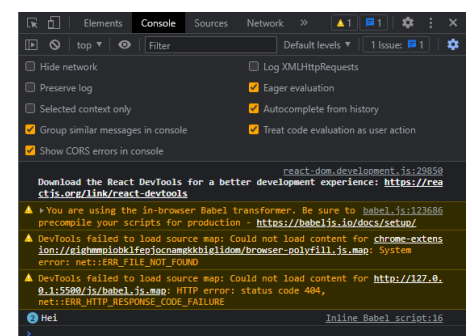 Elements Console Sources Network » 1 1
top ▼ Filter Default levels ▼ 1 Issue: 1
Hide network Log XMLHttpRequests
Preserve log Eager evaluation
Selected context only Autocomplete from history
Group similar messages in console Treat code evaluation as user action
Show CORS errors in console
react-dom.development.js:29850
Download the React DevTools for a better development experience: https://rea
ctjs.org/link/react-devtools
▶You are using the in-browser Babel transformer. Be sure to babel.js:123686
precompile your scripts for production - https://babeljs.io/docs/setup/
DevTools failed to load source map: Could not load content for chrome-extens
ion://gighmmpiobklfepjocnamgkkbiglidom/browser-polyfill.js.map: System
error: net::ERR_FILE_NOT_FOUND
DevTools failed to load source map: Could not load content for http://127.0.
0.1:5500/js/babel.js.map: HTTP error: status code 404,
net::ERR_HTTP_RESPONSE_CODE_FAILURE
2 Hei Inline Babel script:16